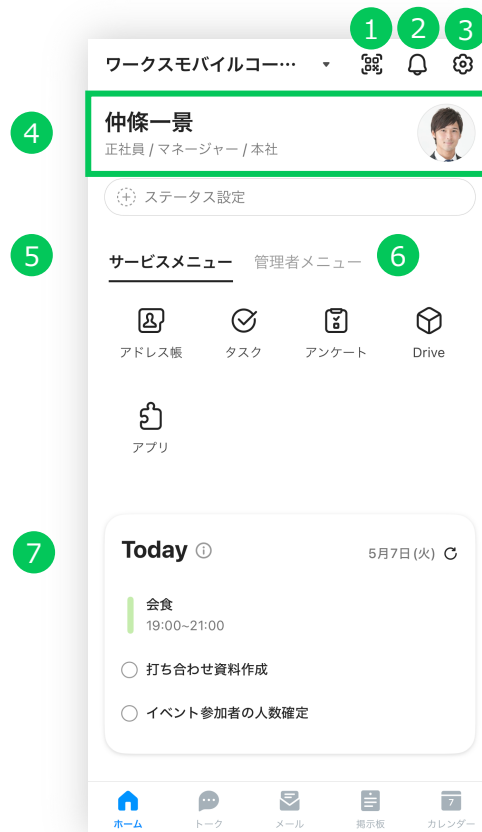 1 2 3
ワークスモバイルコー…
4
仲條一景
正社員 / マネージャー / 本社
ステータス設定
5
サービスメニュー 管理者メニュー 6
アドレス帳 タスク アンケート Drive
アプリ
7
Today 5月7日(火)
会食
19:00~21:00
打ち合わせ資料作成
イベント参加者の人数確定
7
ホーム トーク メール 掲示板 カレンダー